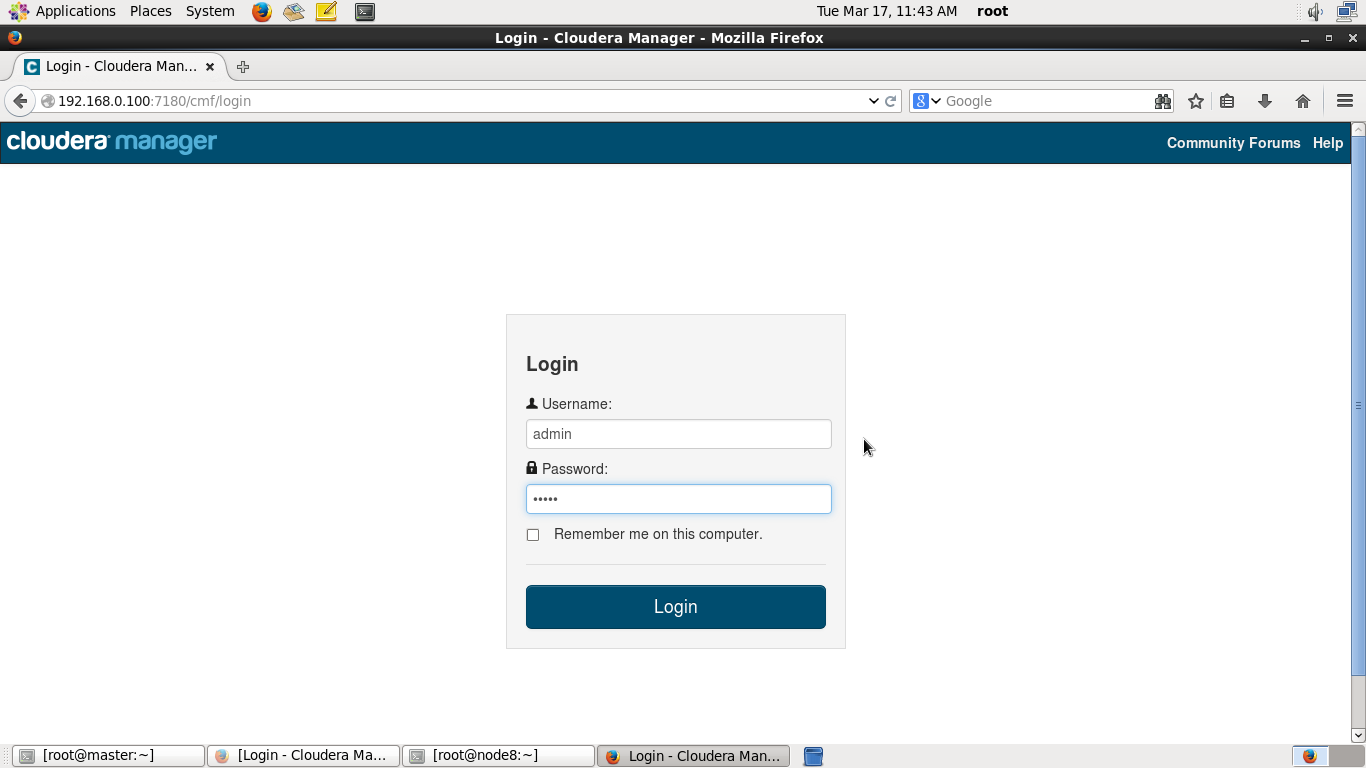 Applications Places System Tue Mar 17, 11:43 AM root
Login - Cloudera Manager - Mozilla Firefox
Login - Cloudera Man...
192.168.0.100:7180/cmf/login Google
cloudera manager Community Forums Help
Login
Username:
admin
Password:
•••••
Remember me on this computer.
Login
[root@master:~] [Login - Cloudera Ma... [root@node8:~] Login - Cloudera Man...